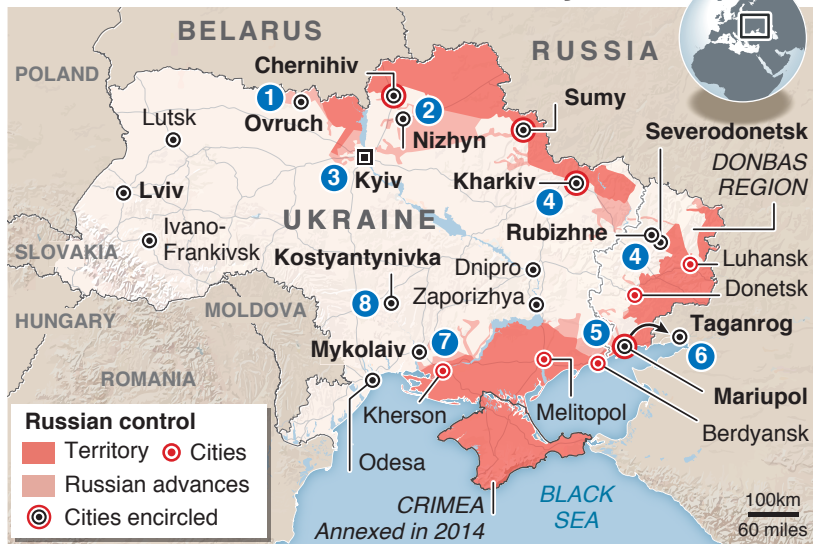 BELARUS
RUSSIA
POLAND
Chernihiv
1
2
Sumy
Ovruch
Lutsk
Nizhyn
Severodonetsk
3
Kyiv
Kharkiv
4
DONBAS
REGION
Lviv
UKRAINE
Rubizhne
Ivano-
Frankivsk
SLOVAKIA
Kostyantynivka
Dnipro
4
Luhansk
8
Zaporizhya
Donetsk
MOLDOVA
HUNGARY
7
5
Taganrog
6
Mykolaiv
ROMANIA
Mariupol
Kherson
Melitopol
Berdyansk
Odesa
Russian control
Territory
Cities
Russian advances
Cities encircled
CRIMEA
Annexed in 2014
BLACK
SEA
100km
60 miles